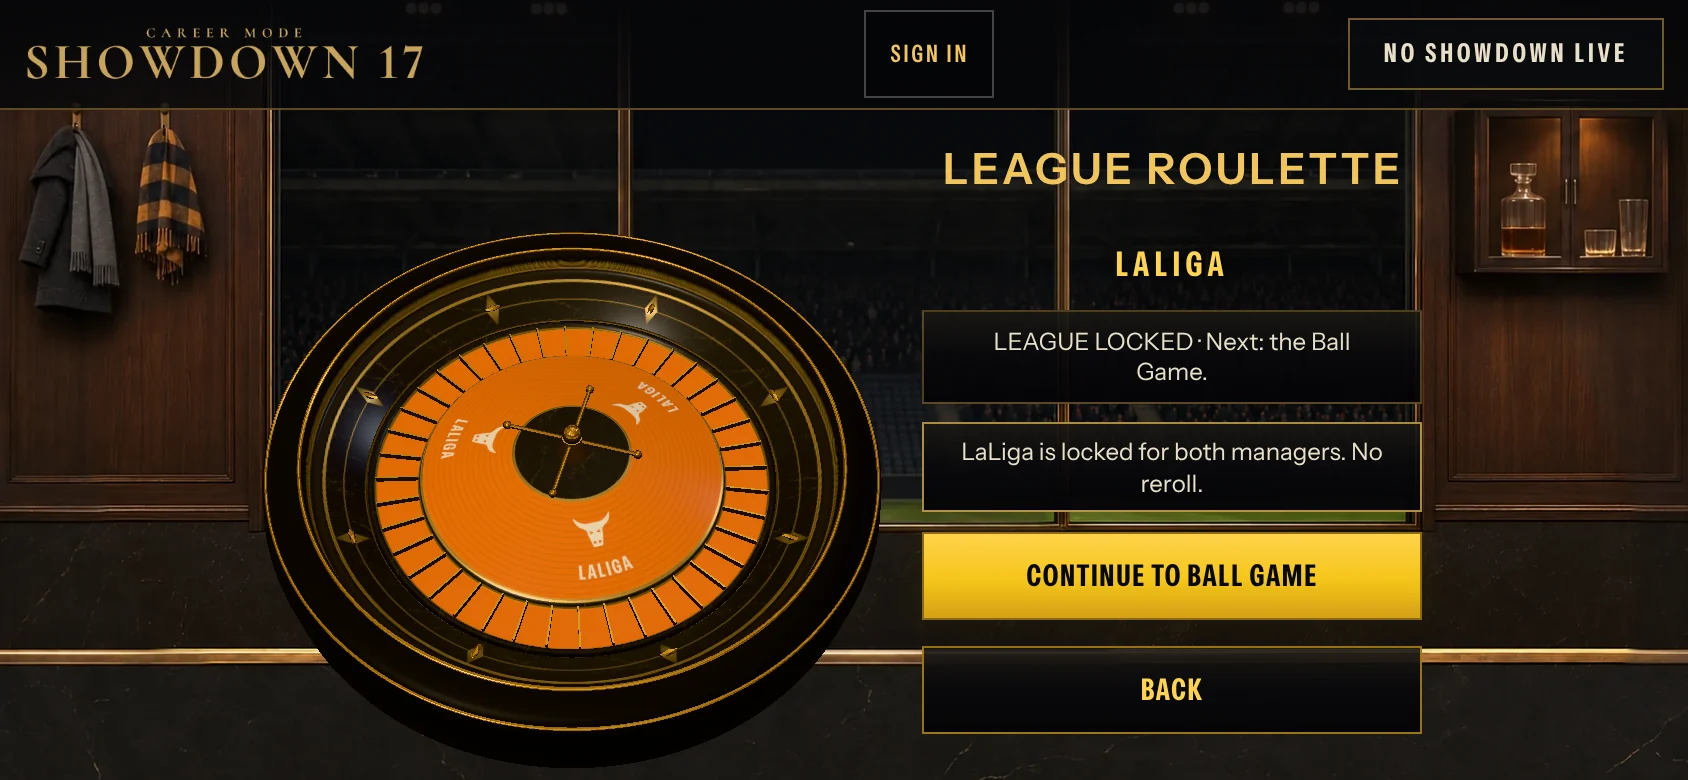 CAREER MODE
SHOWDOWN 17
SIGN IN
NO SHOWDOWN LIVE
LEAGUE ROULETTE
LALIGA
LEAGUE LOCKED · Next: the Ball
Game.
LaLiga is locked for both managers. No
reroll.
CONTINUE TO BALL GAME
BACK
LALIGA
LALIGA
LALIGA